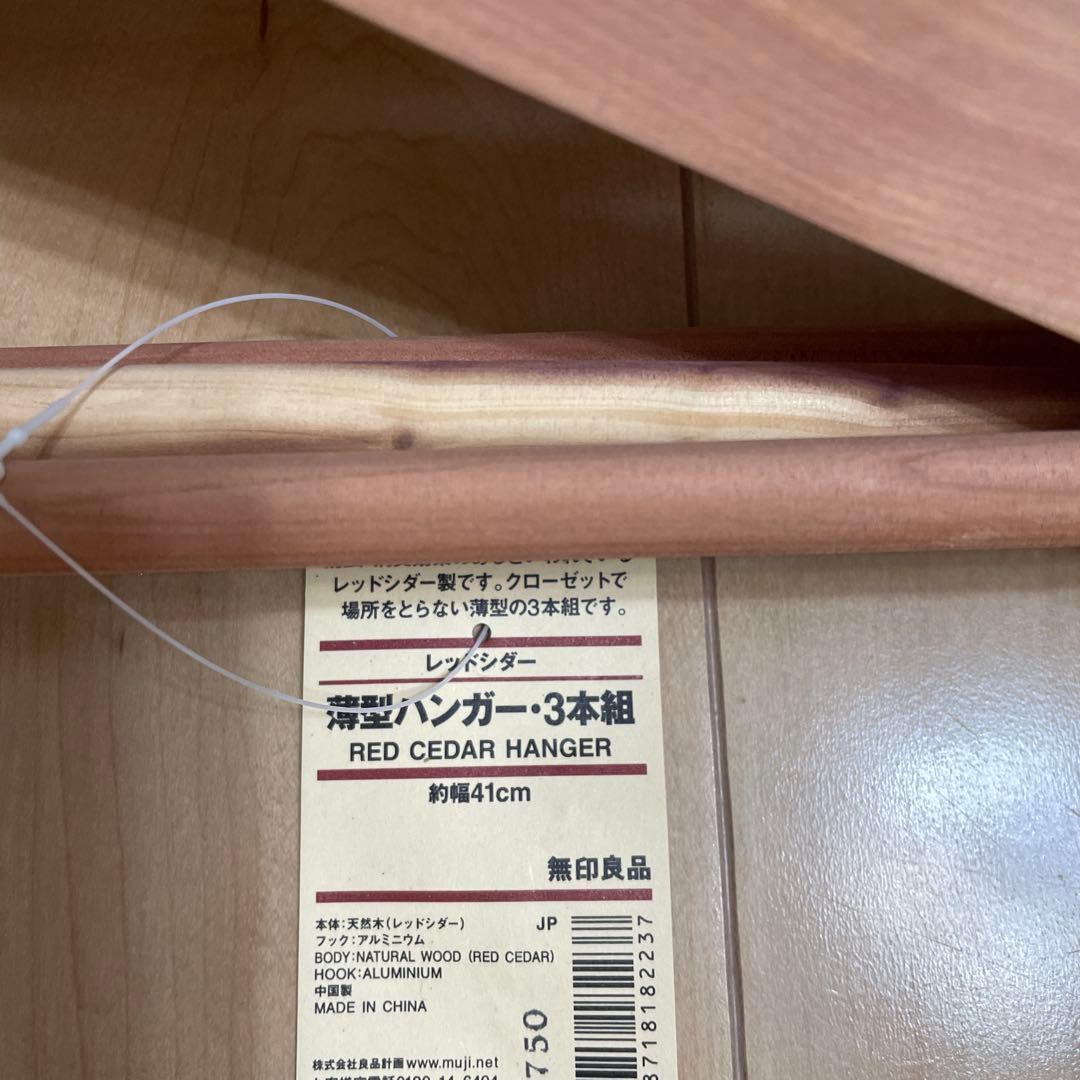 レッドシダー製です。クローゼットで
場所をとらない薄型の3本組です。
レッドシダー
薄型ハンガー・3本組
RED CEDAR HANGER
約幅41cm
無印良品
本体:天然木(レッドシダー)
JP
フック:アルミニウム
BODY:NATURAL WOOD (RED CEDAR)
HOOK:ALUMINIUM
中国製
MADE IN CHINA
株式会社良品計画 www.muji.net
750
8718182237